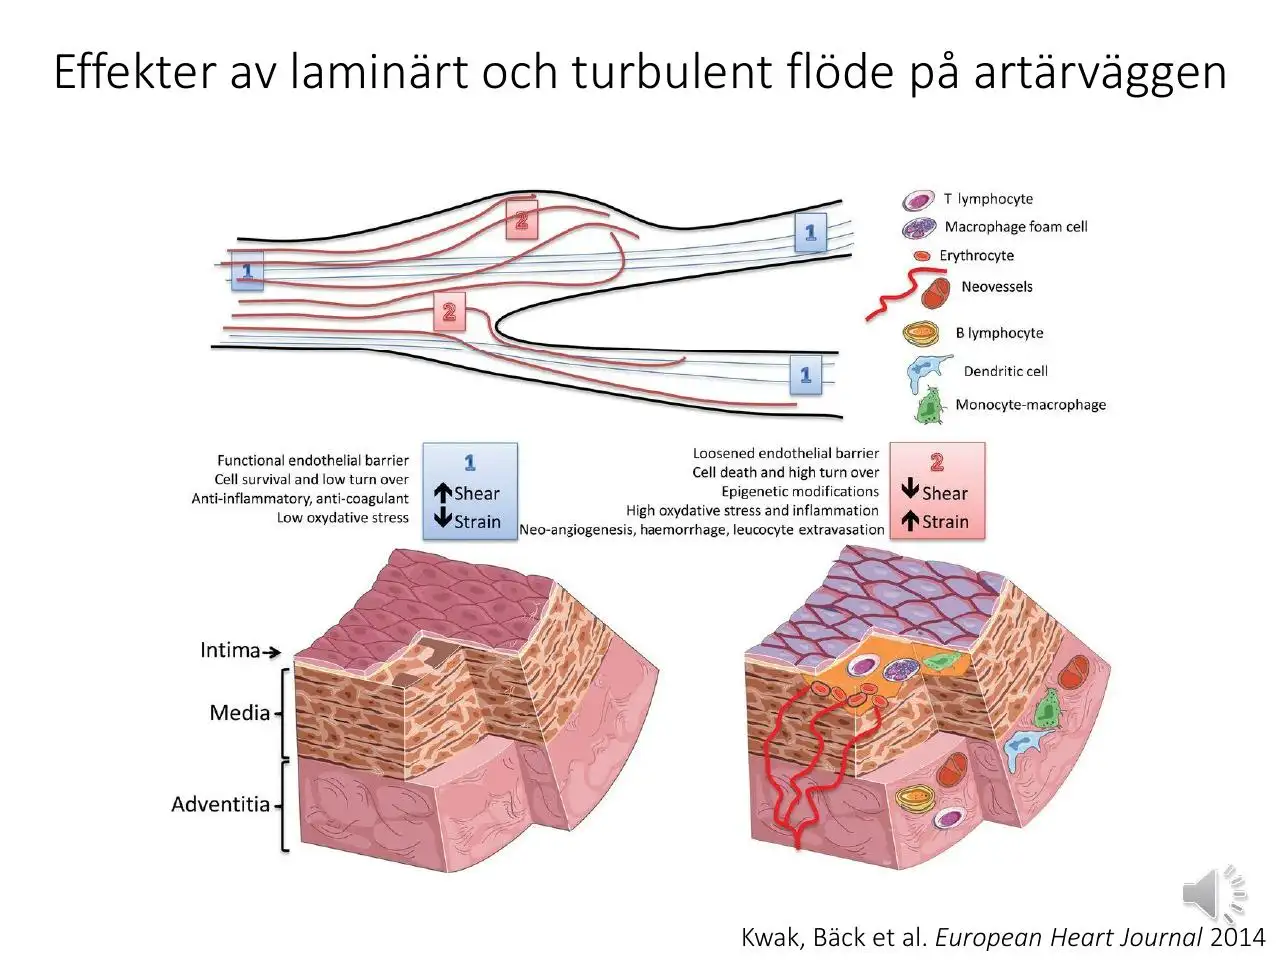 Effekter av laminärt och turbulent flöde på artärväggen
2
1
1
2
1
T lymphocyte
Macrophage foam cell
Erythrocyte
Neovessels
B lymphocyte
Dendritic cell
Monocyte-macrophage
Functional endothelial barrier
Cell survival and low turn over
Anti-inflammatory, anti-coagulant
Low oxydative stress
1
Shear
Strain
Loosened endothelial barrier
Cell death and high turn over
Epigenetic modifications
High oxydative stress and inflammation
Neo-angiogenesis, haemorrhage, leucocyte extravasation
2
Shear
Strain
Intima
Media
Adventitia
Kwak, Bäck et al. European Heart Journal 2014